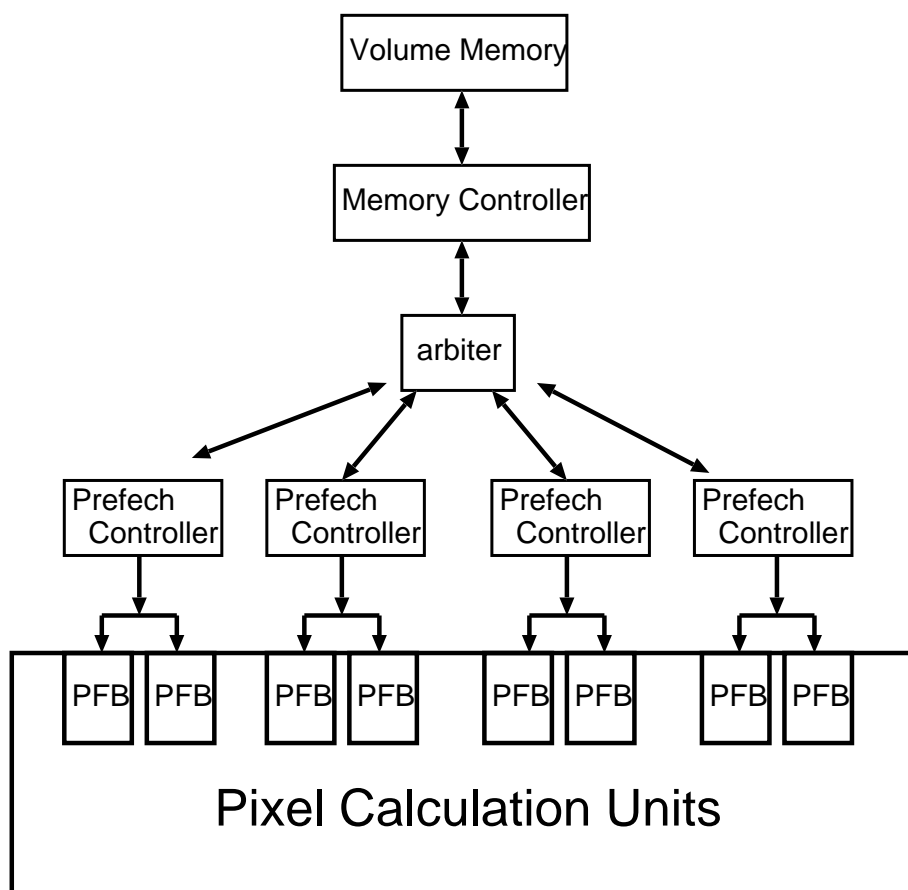 Volume Memory
Memory Controller
arbiter
Prefech
Controller
Prefech
Controller
Prefech
Controller
Prefech
Controller
PFB
PFB
PFB
PFB
PFB
PFB
PFB
PFB
Pixel Calculation Units